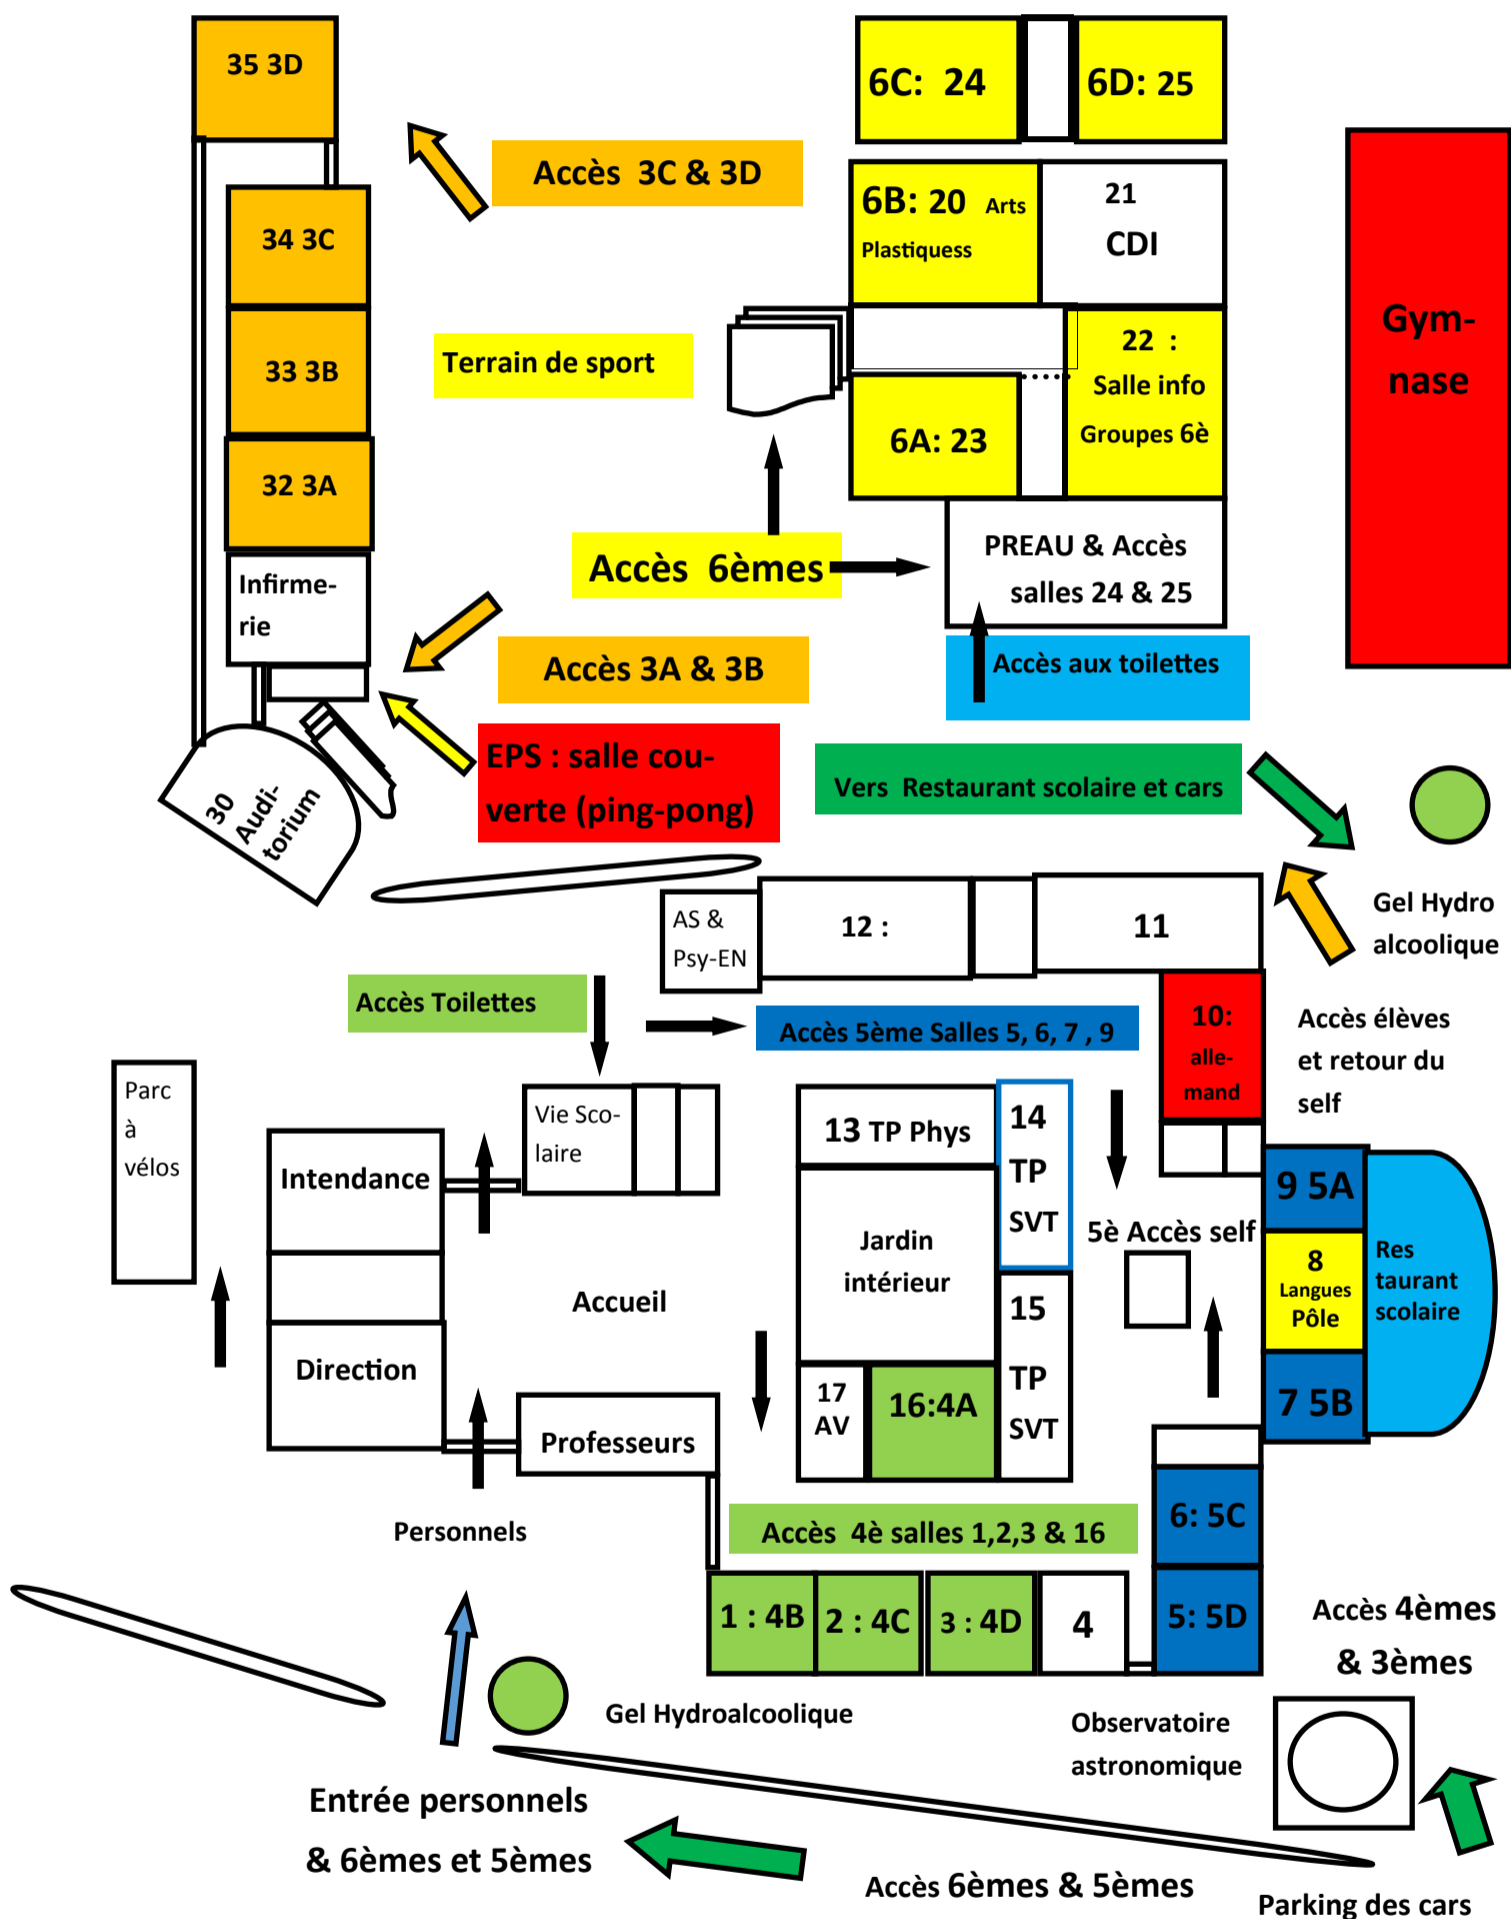 35 3D
6C: 24
6D: 25
Accès 3C & 3D
6B: 20 Arts
Plastiquess
21
CDI
34 3C
Gym-
nase
33 3B
Terrain de sport
22 :
Salle info
Groupes 6è
6A: 23
32 3A
PREAU & Accès
salles 24 & 25
Accès 6èmes
Infirme-
rie
Accès 3A & 3B
Accès aux toilettes
EPS : salle cou-
verte (ping-pong)
Vers Restaurant scolaire et cars
30
Audi-
torium
Gel Hydro
alcoolique
AS &
Psy-EN
12 :
11
Accès Toilettes
Accès 5ème Salles 5, 6, 7 , 9
10:
alle-
mand
Accès élèves
et retour du
self
Parc
à
vélos
Vie Sco-
laire
13 TP Phys
14
TP
SVT
Intendance
9 5A
5è Accès self
Jardin
intérieur
8
Langues
Pôle
Res
taurant
scolaire
Accueil
15
TP
SVT
Direction
17
AV
16:4A
7 5B
Professeurs
Personnels
Accès 4è salles 1,2,3 & 16
6: 5C
1 : 4B
2 : 4C
3 : 4D
4
5: 5D
Accès 4èmes
& 3èmes
Gel Hydroalcoolique
Observatoire
astronomique
Entrée personnels
& 6èmes et 5èmes
Accès 6èmes & 5èmes
Parking des cars